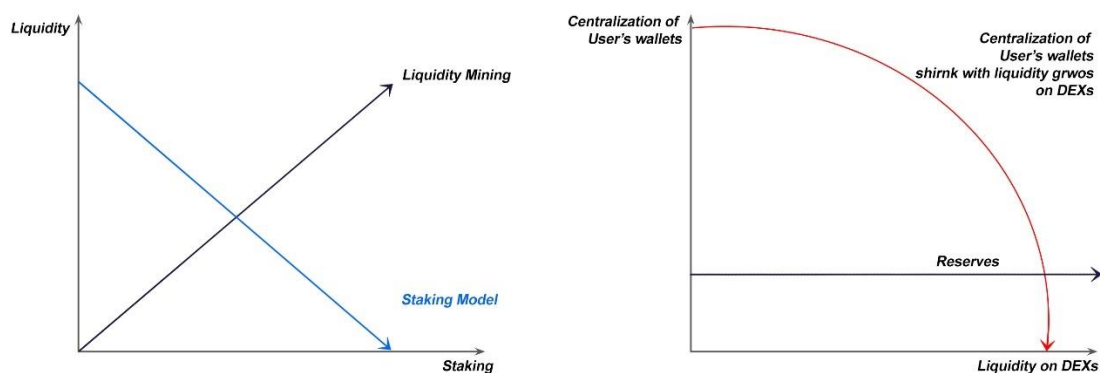 Liquidity
Liquidity Mining
Staking Model
Staking
Centralization of
User's wallets
Centralization of
User's wallets
shirnk with liquidity grwos
on DEXs
Reserves
Liquidity on DEXs